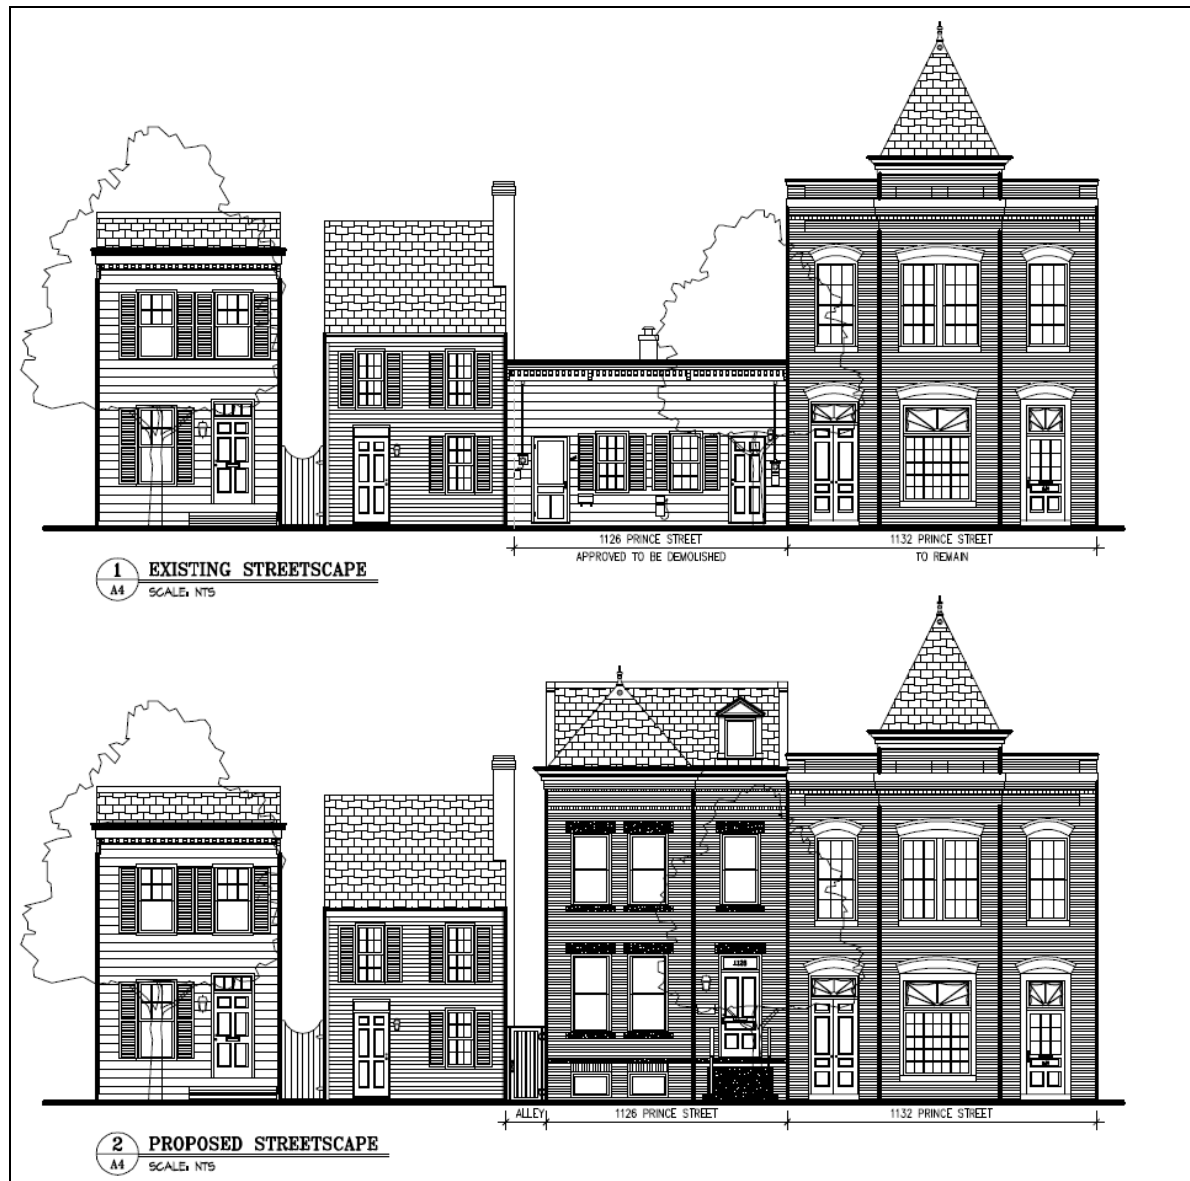 1126 PRINCE STREET
1132 PRINCE STREET
APPROVED TO BE DEMOLISHED
TO REMAIN
1
A4
EXISTING STREETSCAPE
SCALE: NTS
1126
ALLEY
1126 PRINCE STREET
1132 PRINCE STREET
2
A4
PROPOSED STREETSCAPE
SCALE: NTS